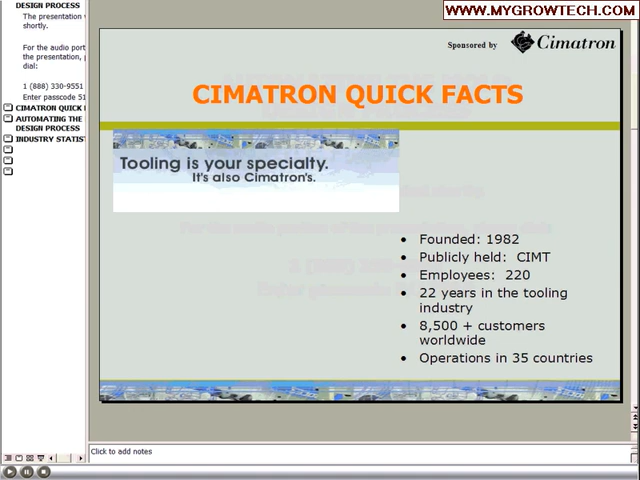 DESIGN PROCESS
WWW.MYGROWTECH.COM
The presentation
shortly.
For the audio port
the presentation,
dial:
1 (888) 330-9551
Enter passcode 51
CIMATRON QUICK
AUTOMATING THE
DESIGN PROCESS
INDUSTRY STATIST
Sponsored by Cimatron
CIMATRON QUICK FACTS
Tooling is your specialty.
It's also Cimatron's.
• Founded: 1982
• Publicly held: CIMT
• Employees: 220
• 22 years in the tooling
industry
• 8,500 + customers
worldwide
• Operations in 35 countries
Click to add notes